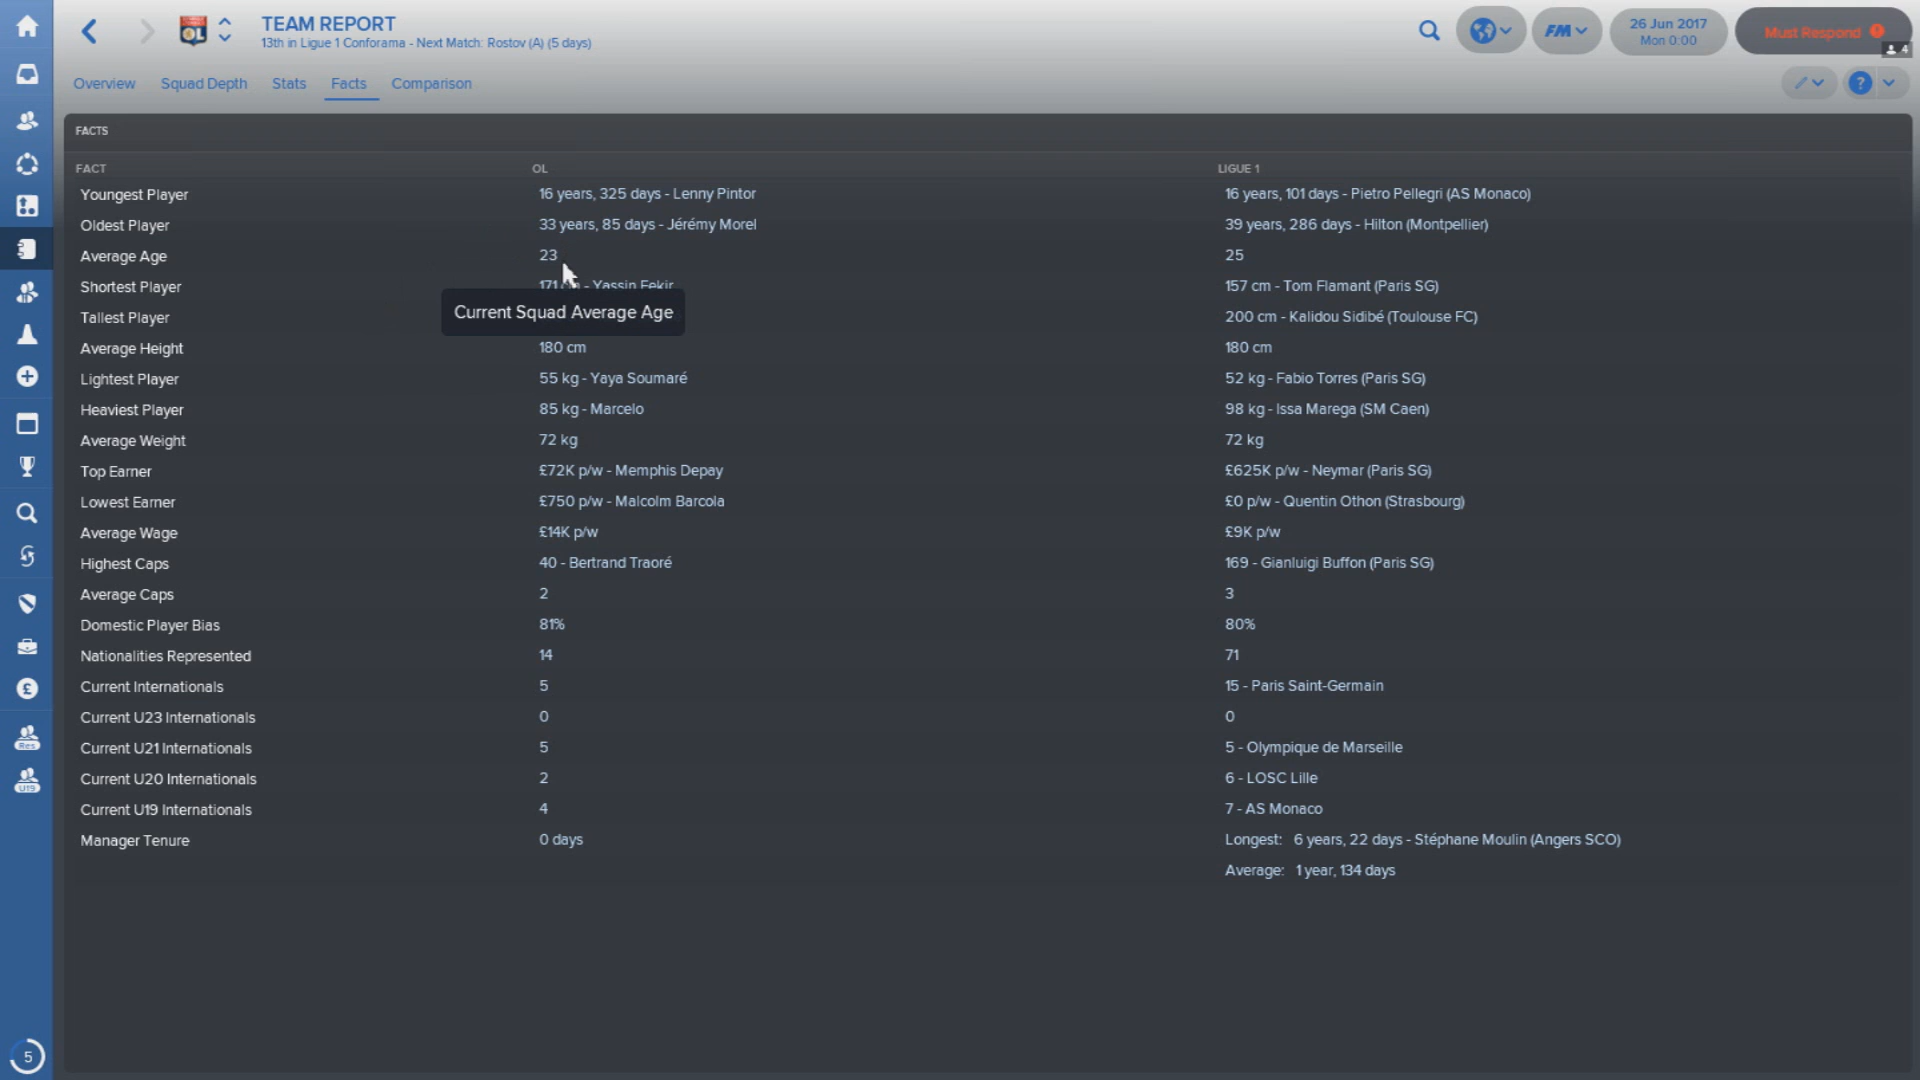 TEAM REPORT
13th in Ligue 1 Conforama - Next Match: Rostov (A) (5 days)
OL
FM
26 Jun 2017
Mon 0:00
Must Respond
4
Overview Squad Depth Stats Facts Comparison
?
FACTS
FACT OL LIGUE 1
Youngest Player 16 years, 325 days - Lenny Pintor 16 years, 101 days - Pietro Pellegri (AS Monaco)
Oldest Player 33 years, 85 days - Jérémy Morel 39 years, 286 days - Hilton (Montpellier)
Average Age 23 25
Shortest Player 171 - Yassin Fekir 157 cm - Tom Flamant (Paris SG)
Current Squad Average Age
Tallest Player 200 cm - Kalidou Sidibé (Toulouse FC)
Average Height 180 cm 180 cm
Lightest Player 55 kg - Yaya Soumaré 52 kg - Fabio Torres (Paris SG)
Heaviest Player 85 kg - Marcelo 98 kg - Issa Marega (SM Caen)
Average Weight 72 kg 72 kg
Top Earner £72K p/w - Memphis Depay £625K p/w - Neymar (Paris SG)
Lowest Earner £750 p/w - Malcolm Barcola £0 p/w - Quentin Othon (Strasbourg)
Average Wage £14K p/w £9K p/w
Highest Caps 40 - Bertrand Traoré 169 - Gianluigi Buffon (Paris SG)
Average Caps 2 3
Domestic Player Bias 81% 80%
Nationalities Represented 14 71
Current Internationals 5 15 - Paris Saint-Germain
Current U23 Internationals 0 0
Current U21 Internationals 5 5 - Olympique de Marseille
Current U20 Internationals 2 6 - LOSC Lille
Current U19 Internationals 4 7 - AS Monaco
Manager Tenure 0 days Longest: 6 years, 22 days - Stéphane Moulin (Angers SCO)
Average: 1 year, 134 days
£
Res
U19
5